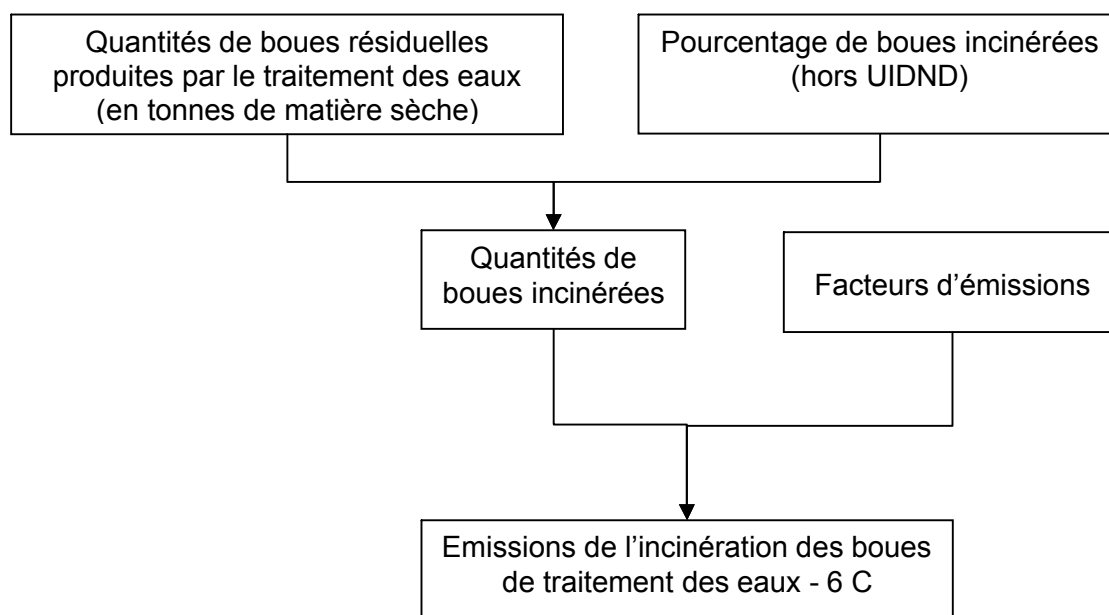 Quantités de boues résiduelles
produites par le traitement des eaux
(en tonnes de matière sèche)
Pourcentage de boues incinérées
(hors UIDND)
Quantités de
boues incinérées
Facteurs d’émissions
Emissions de l’incinération des boues
de traitement des eaux - 6 C